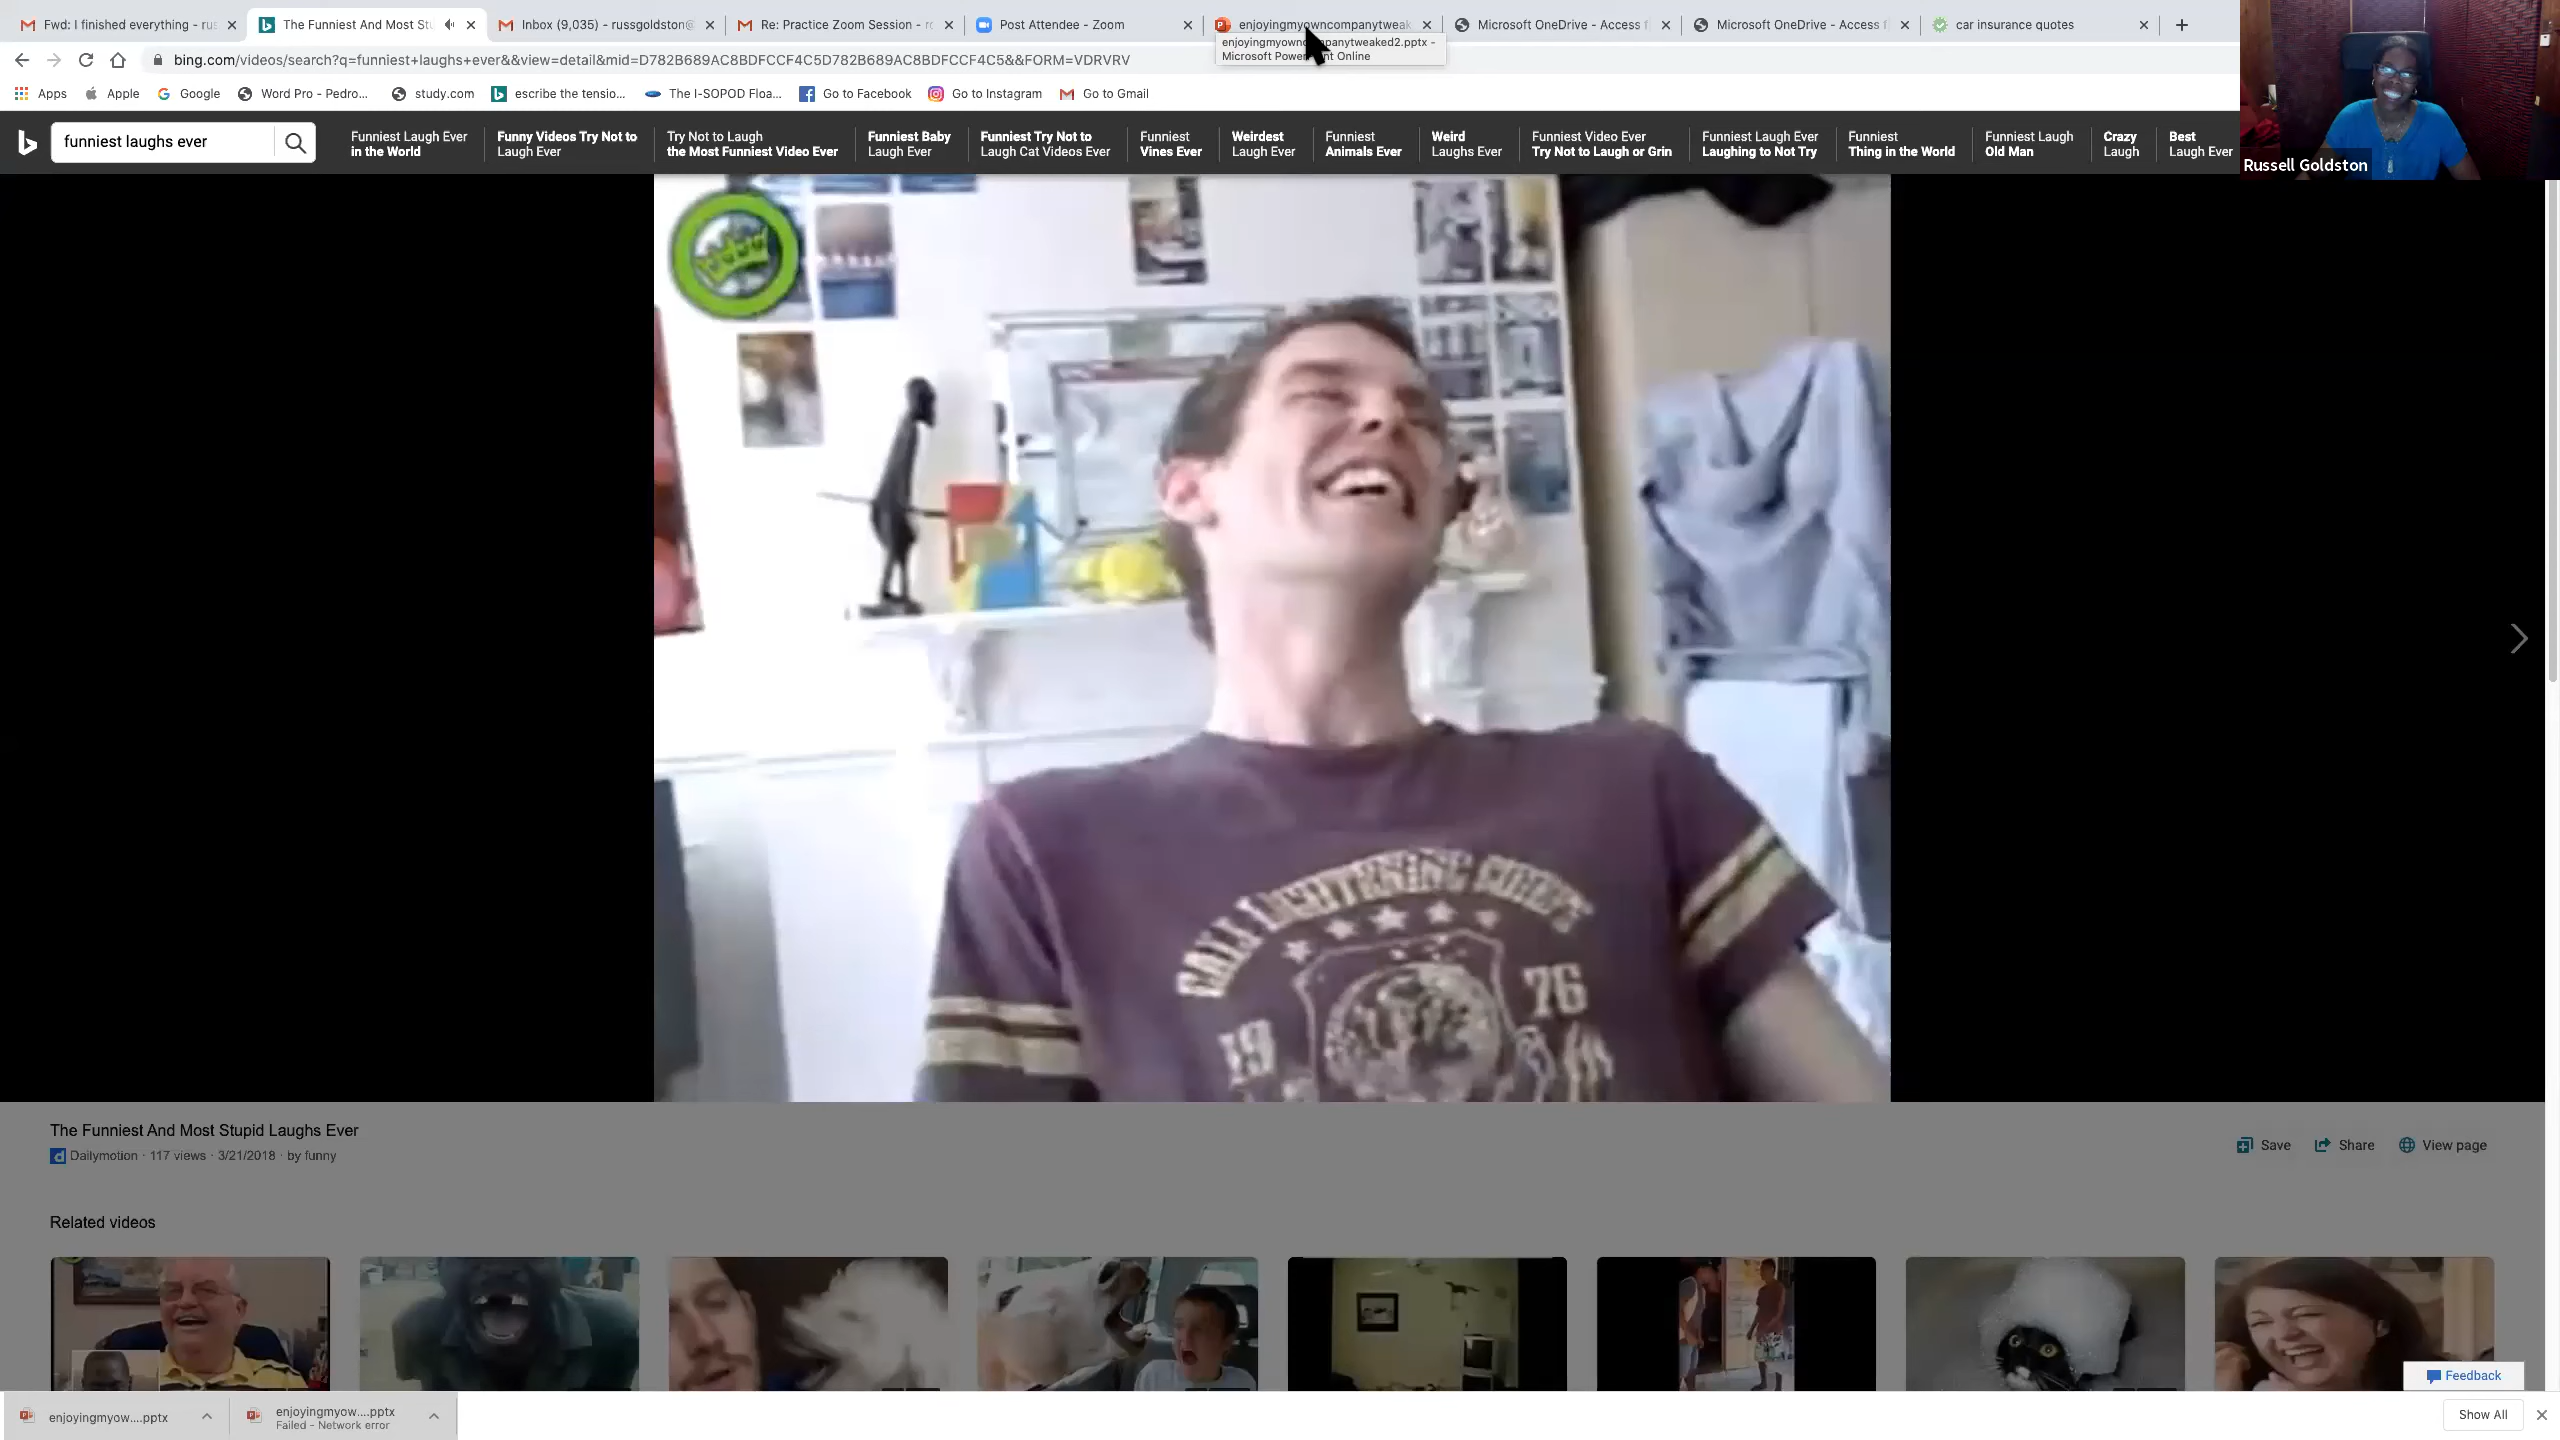 Fwd: I finished everything - rus
The Funniest And Most Stu
Inbox (9,035) - russgoldston@
Re: Practice Zoom Session - ro
Post Attendee - Zoom
enjoyingmyowncompanytweak
Microsoft OneDrive - Access f
Microsoft OneDrive - Access f
car insurance quotes
bing.com/videos/search?q=funniest+laughs+ever&&view=detail&mid=D782B689AC8BDFCCF4C5D782B689AC8BDFCCF4C5&&FORM=VDRVRV
enjoyingmyowncompanytweaked2.pptx -
Microsoft PowerPoint Online
Apps
Apple
Google
Word Pro - Pedro...
study.com
escribe the tensio...
The I-SOPOD Floa...
Go to Facebook
Go to Instagram
Go to Gmail
funniest laughs ever
Funniest Laugh Ever
in the World
Funny Videos Try Not to
Laugh Ever
Try Not to Laugh
the Most Funniest Video Ever
Funniest Baby
Laugh Ever
Funniest Try Not to
Laugh Cat Videos Ever
Funniest
Vines Ever
Weirdest
Laugh Ever
Funniest
Animals Ever
Weird
Laughs Ever
Funniest Video Ever
Try Not to Laugh or Grin
Funniest Laugh Ever
Laughing to Not Try
Funniest
Thing in the World
Funniest Laugh
Old Man
Crazy
Laugh
Best
Laugh Ever
Russell Goldston
19 76
The Funniest And Most Stupid Laughs Ever
Dailymotion · 117 views · 3/21/2018 · by funny
Save
Share
View page
Related videos
Feedback
enjoyingmyow....pptx
enjoyingmyow....pptx
Failed - Network error
Show All